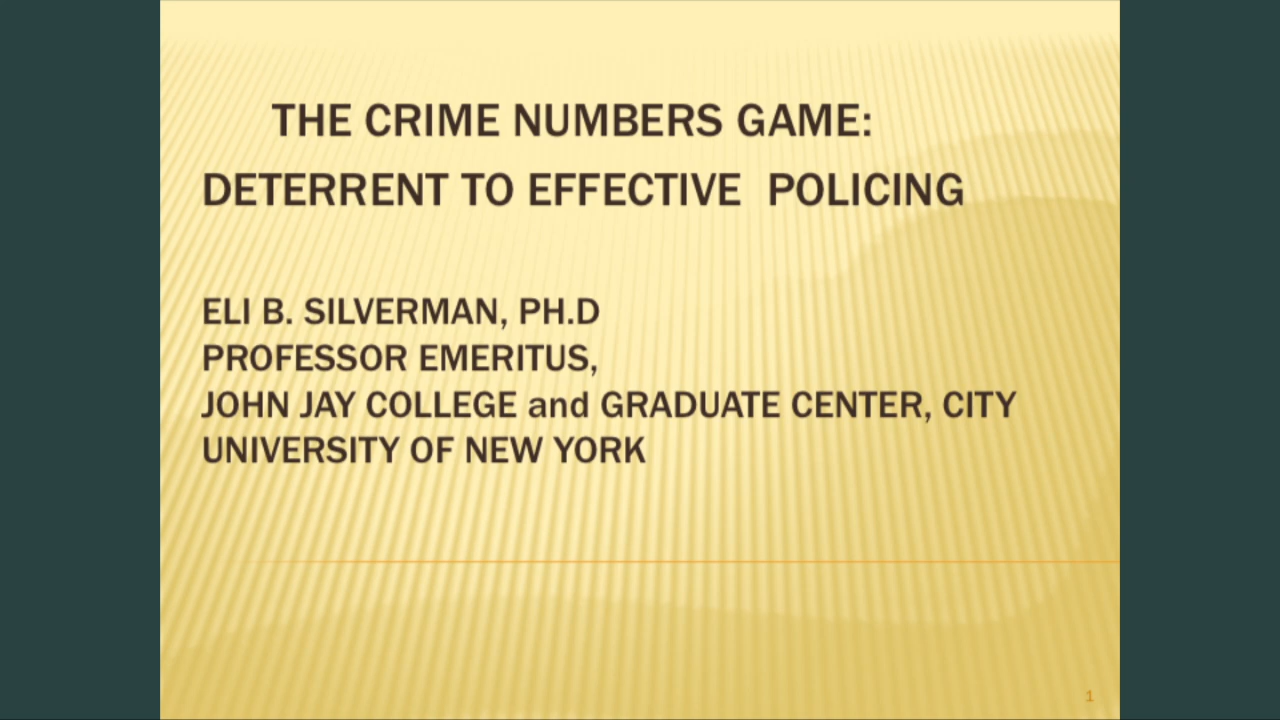 THE CRIME NUMBERS GAME:
DETERRENT TO EFFECTIVE  POLICING
ELI B. SILVERMAN, PH.D
PROFESSOR EMERITUS,
JOHN JAY COLLEGE and GRADUATE CENTER, CITY
UNIVERSITY OF NEW YORK
1